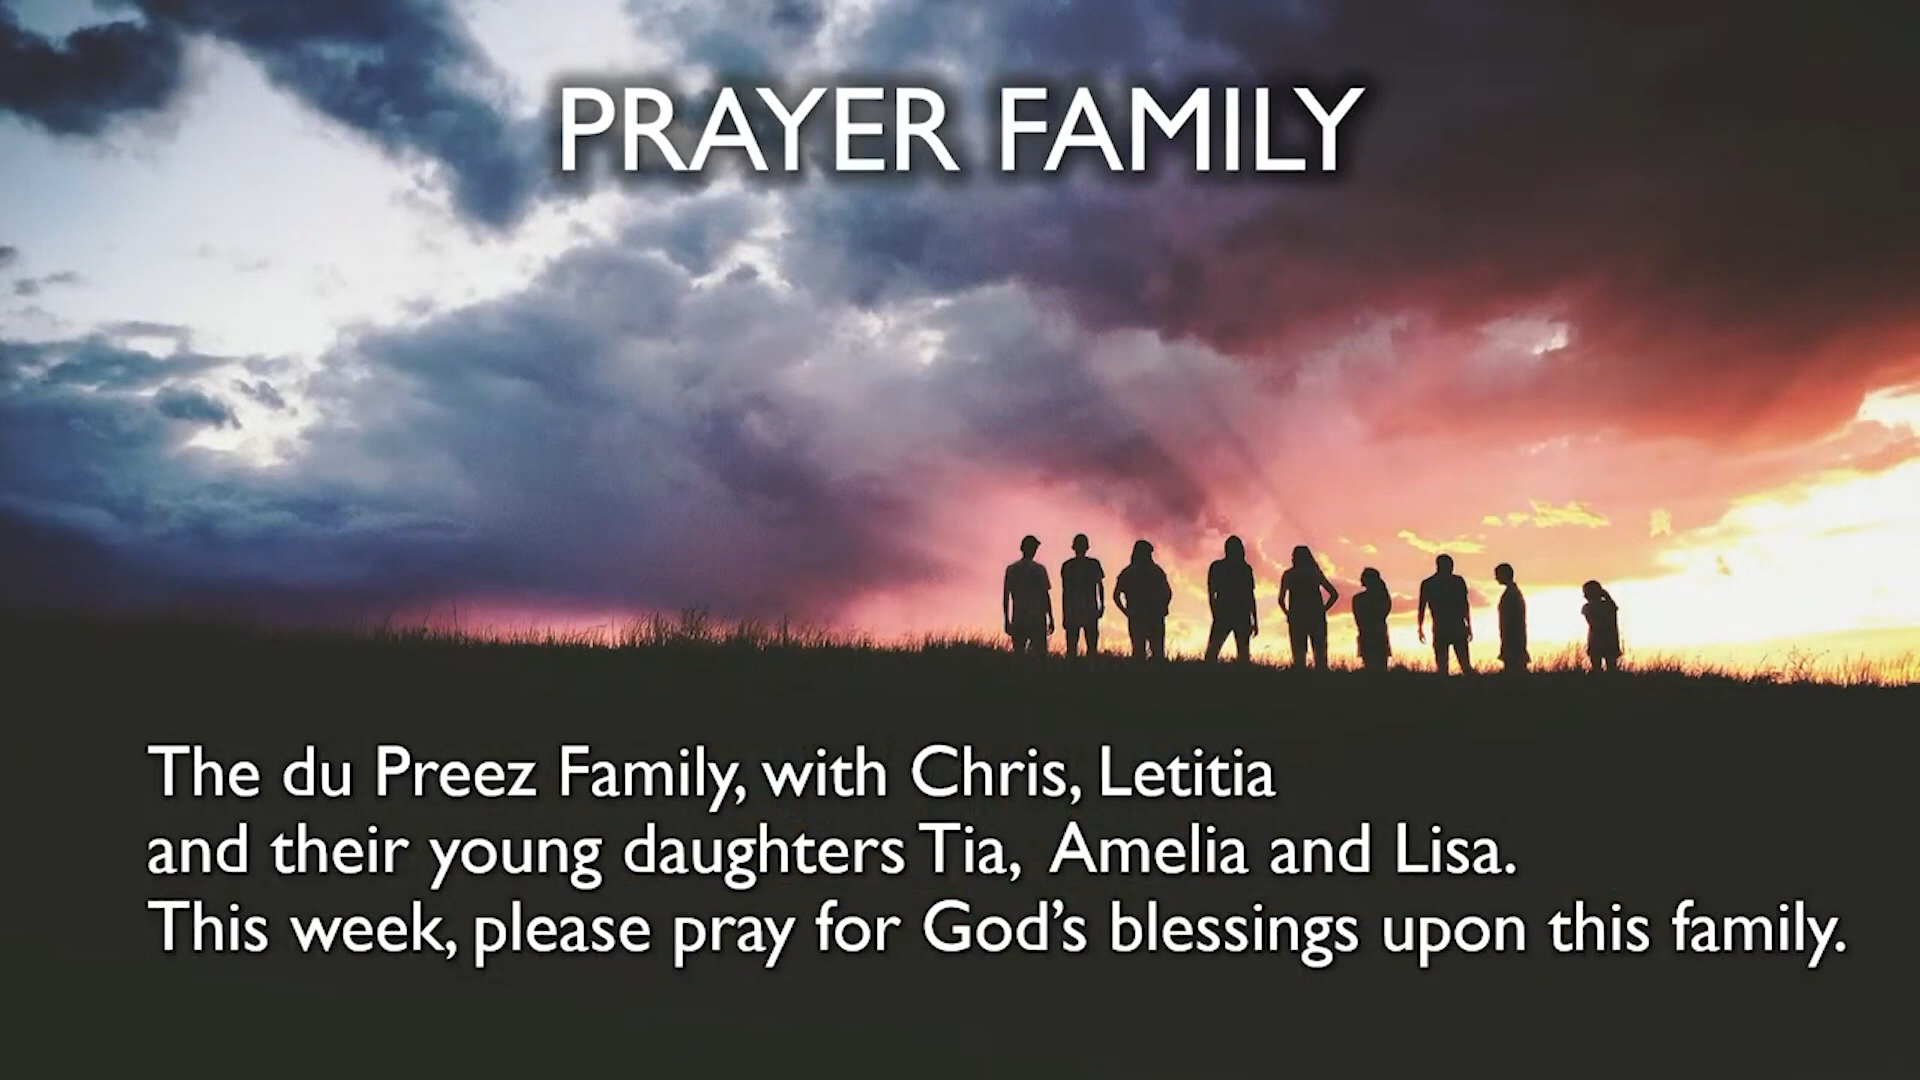 PRAYER FAMILY
The du Preez Family, with Chris, Letitia
and their young daughters Tia, Amelia and Lisa.
This week, please pray for God’s blessings upon this family.